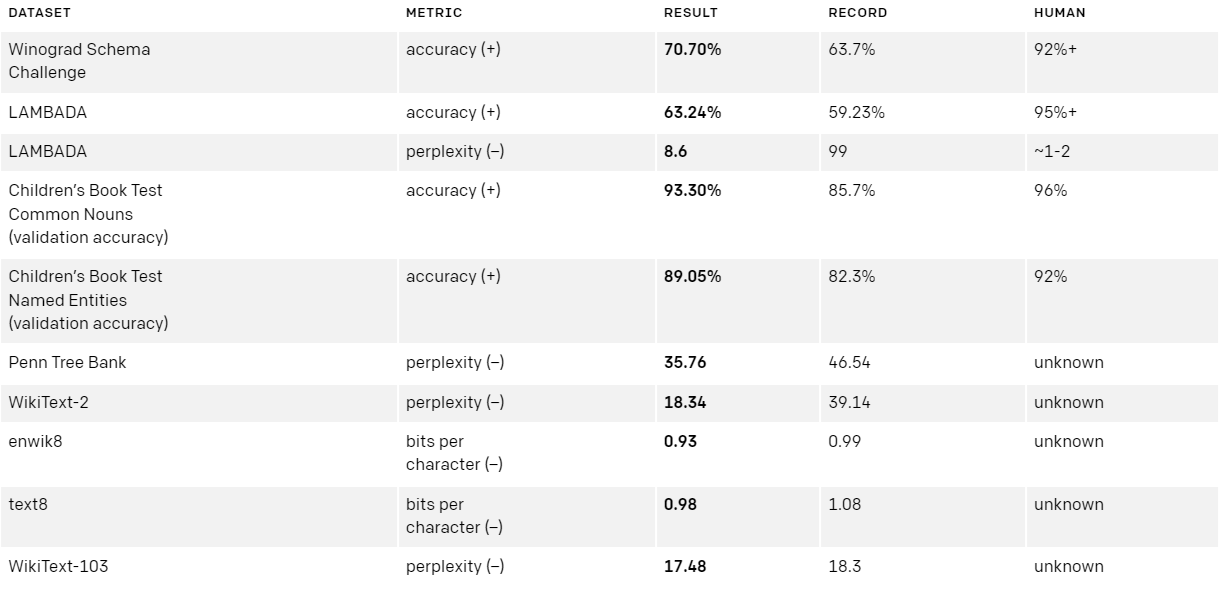 DATASET METRIC RESULT RECORD HUMAN
Winograd Schema Challenge accuracy (+) 70.70% 63.7% 92%+
LAMBADA accuracy (+) 63.24% 59.23% 95%+
LAMBADA perplexity (–) 8.6 99 ~1-2
Children’s Book Test Common Nouns (validation accuracy) accuracy (+) 93.30% 85.7% 96%
Children’s Book Test Named Entities (validation accuracy) accuracy (+) 89.05% 82.3% 92%
Penn Tree Bank perplexity (–) 35.76 46.54 unknown
WikiText-2 perplexity (–) 18.34 39.14 unknown
enwik8 bits per character (–) 0.93 0.99 unknown
text8 bits per character (–) 0.98 1.08 unknown
WikiText-103 perplexity (–) 17.48 18.3 unknown